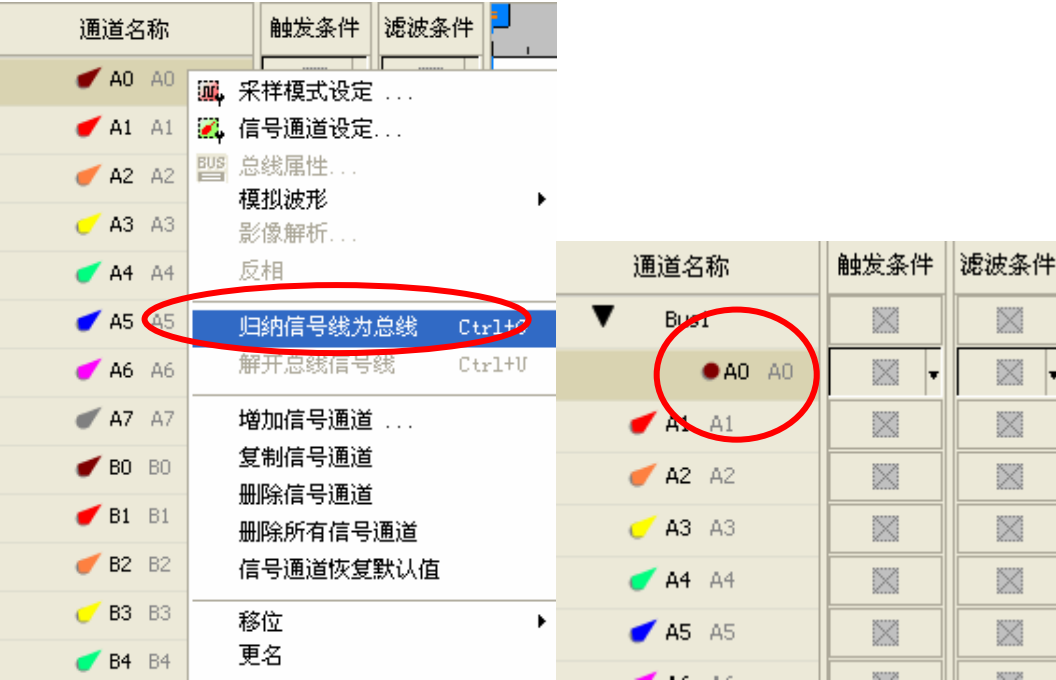 通道名称 触发条件 滤波条件
A0 A0
A1 A1
A2 A2
A3 A3
A4 A4
A5 A5
A6 A6
A7 A7
B0 B0
B1 B1
B2 B2
B3 B3
B4 B4
采样模式设定 ...
信号通道设定...
BUS 总线属性...
模拟波形
影像解析...
反相
归纳信号线为总线
解开总线信号线 Ctrl+U
增加信号通道 ...
复制信号通道
删除信号通道
删除所有信号通道
信号通道恢复默认值
移位
更名
通道名称 触发条件 滤波条件
Bus1
A0 A0
A1 A1
A2 A2
A3 A3
A4 A4
A5 A5